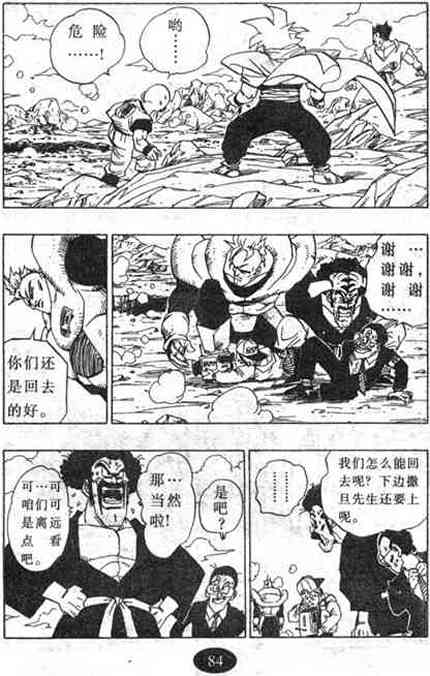 哟
……
危险
……!
谢…
谢谢,
谢谢
……
你们还
是回去
的好。
我们怎么能回
去呢?下边撒
旦先生还要上
呢。
……
是
吧?
那…
当然
啦!
…可可
可们远
咱离看
是
点
吧。
84